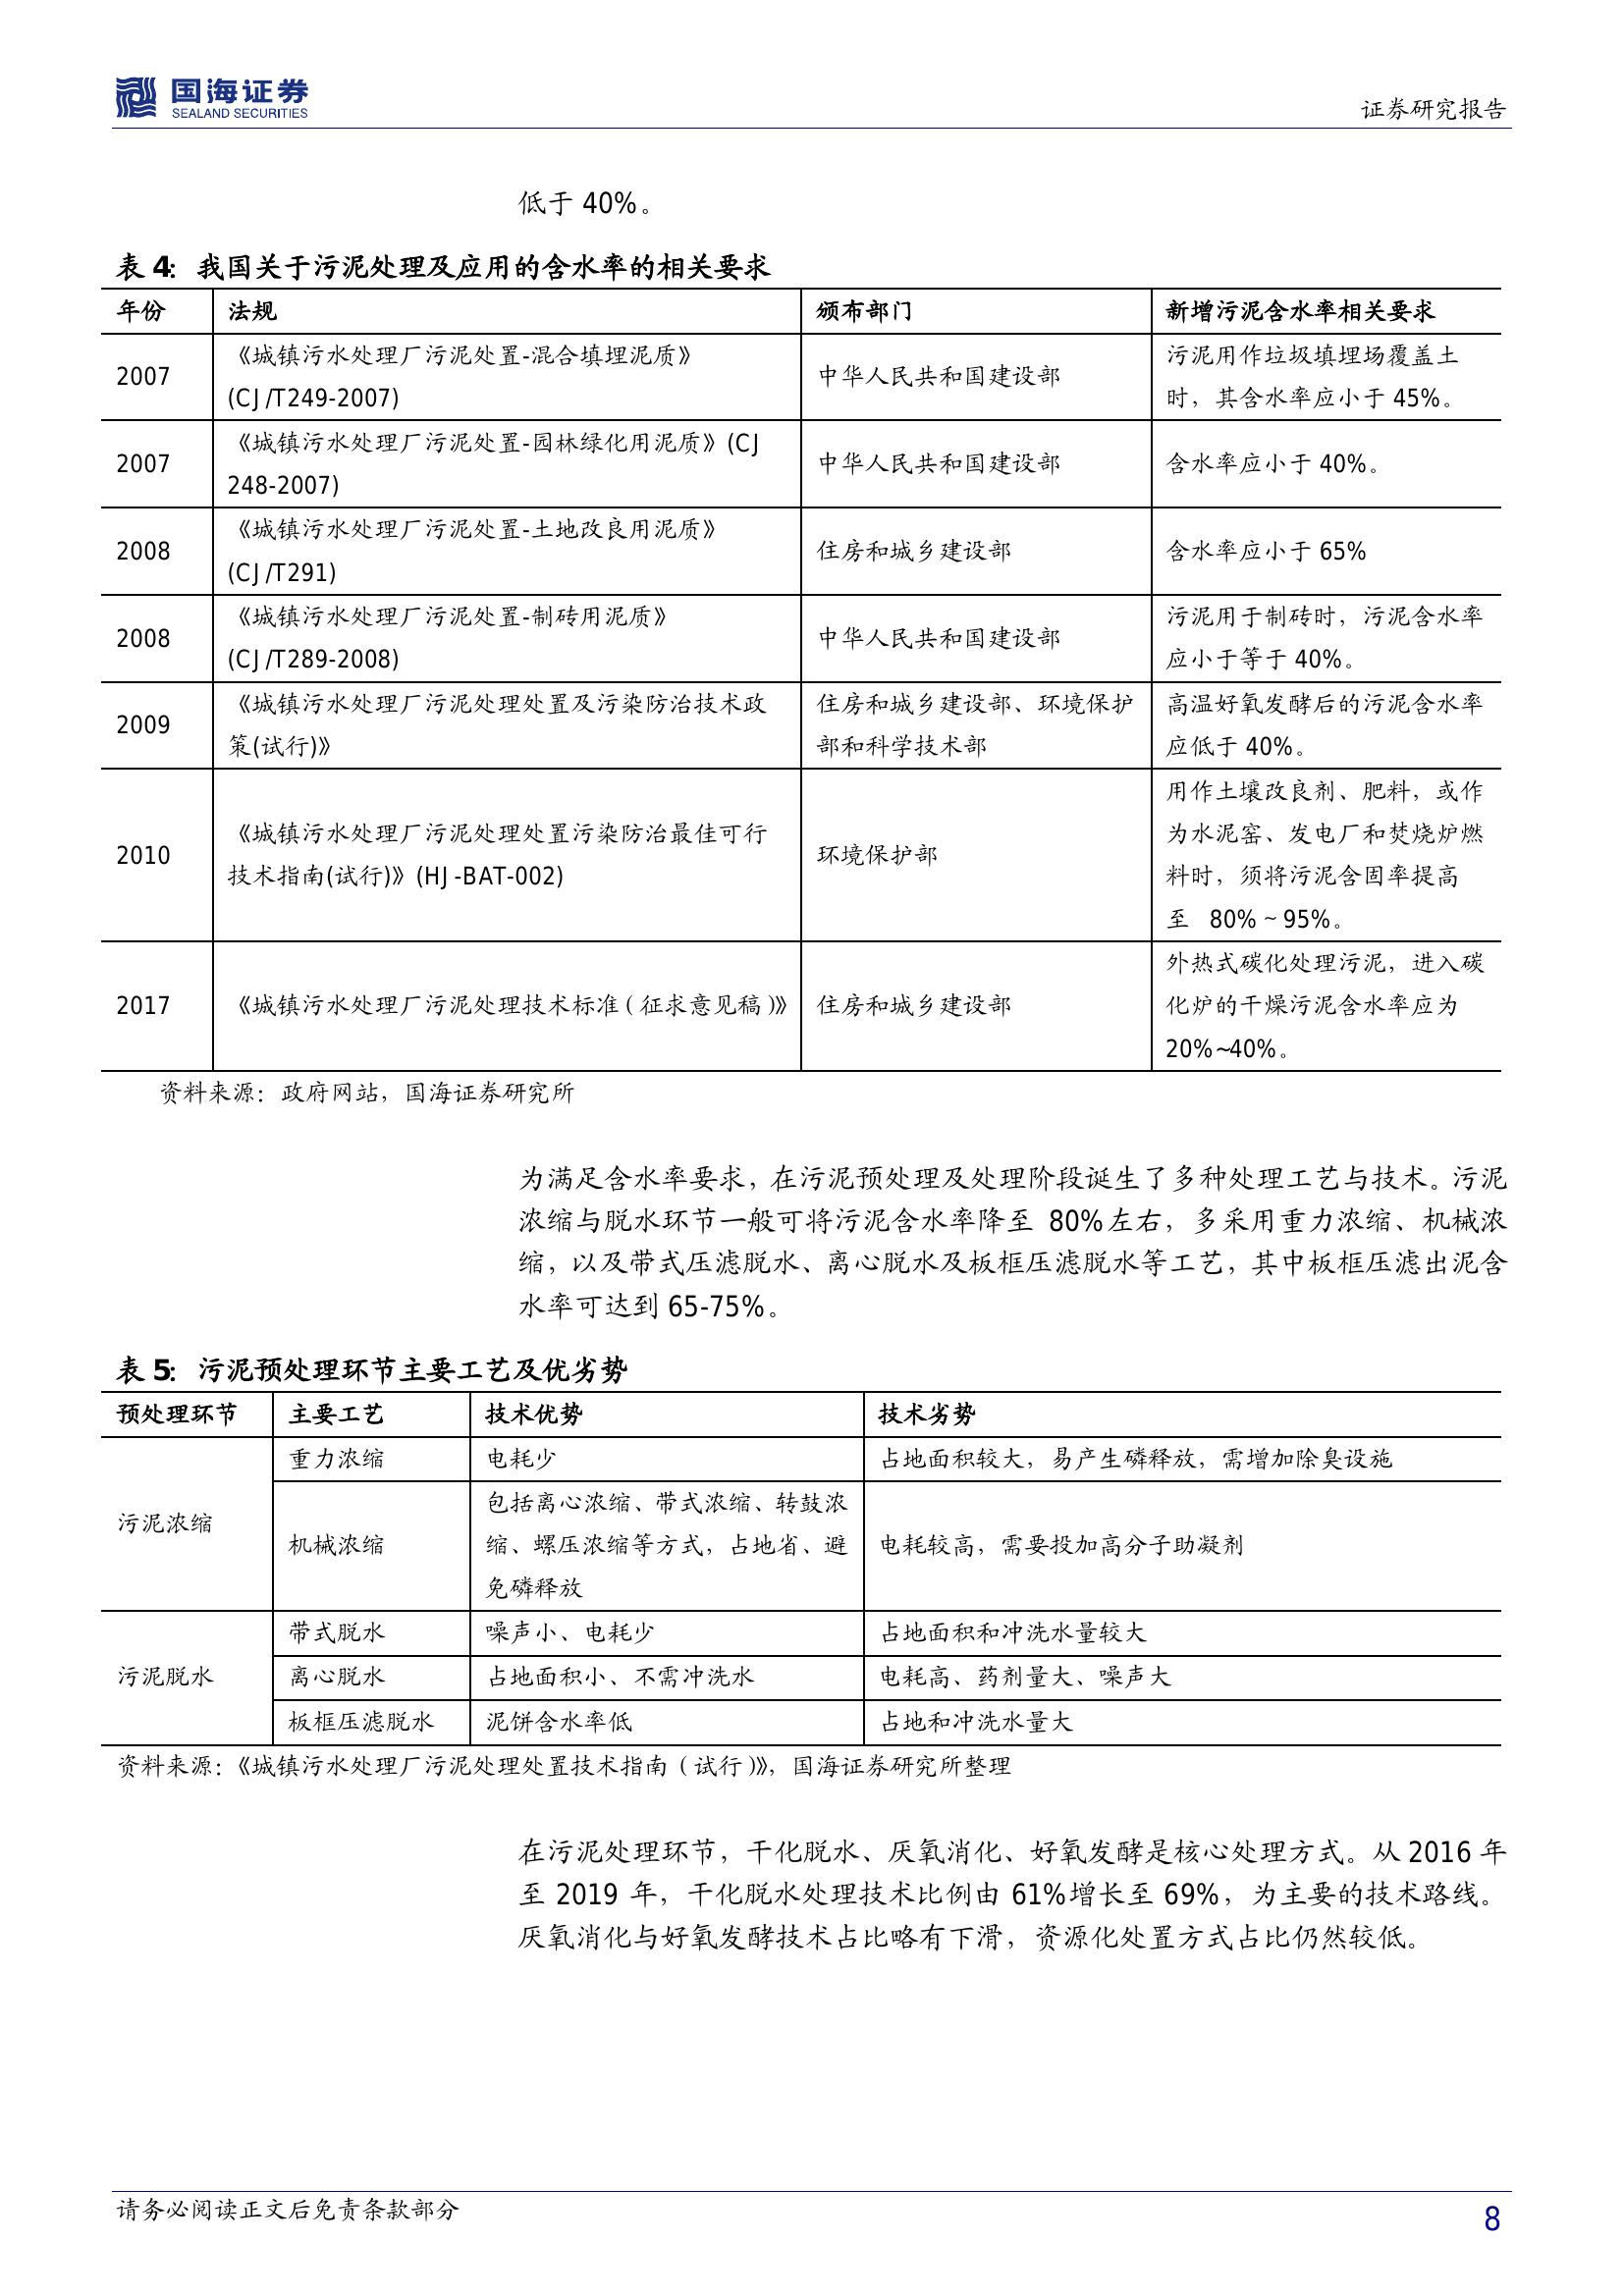 国海证券
SEALAND SECURITIES
证券研究报告
低于 40%。
表 4：我国关于污泥处理及应用的含水率的相关要求
年份 法规 颁布部门 新增污泥含水率相关要求
2007 《城镇污水处理厂污泥处置-混合填埋泥质》 中华人民共和国建设部 污泥用作垃圾填埋场覆盖土
(CJ/T249-2007) 时，其含水率应小于 45%。
2007 《城镇污水处理厂污泥处置-园林绿化用泥质》(CJ 中华人民共和国建设部 含水率应小于 40%。
248-2007)
2008 《城镇污水处理厂污泥处置-土地改良用泥质》 住房和城乡建设部 含水率应小于 65%
(CJ/T291)
2008 《城镇污水处理厂污泥处置-制砖用泥质》 中华人民共和国建设部 污泥用于制砖时，污泥含水率
(CJ/T289-2008) 应小于等于 40%。
2009 《城镇污水处理厂污泥处理处置及污染防治技术政 住房和城乡建设部、环境保护 高温好氧发酵后的污泥含水率
策(试行)》 部和科学技术部 应低于 40%。
用作土壤改良剂、肥料，或作
2010 《城镇污水处理厂污泥处理处置污染防治最佳可行 环境保护部 为水泥窑、发电厂和焚烧炉燃
技术指南(试行)》(HJ-BAT-002) 料时，须将污泥含固率提高
至 80%～95%。
外热式碳化处理污泥，进入碳
2017 《城镇污水处理厂污泥处理技术标准（征求意见稿）》 住房和城乡建设部 化炉的干燥污泥含水率应为
20%~40%。
资料来源：政府网站，国海证券研究所
为满足含水率要求，在污泥预处理及处理阶段诞生了多种处理工艺与技术。污泥
浓缩与脱水环节一般可将污泥含水率降至 80%左右，多采用重力浓缩、机械浓
缩，以及带式压滤脱水、离心脱水及板框压滤脱水等工艺，其中板框压滤出泥含
水率可达到 65-75%。
表 5：污泥预处理环节主要工艺及优劣势
预处理环节 主要工艺 技术优势 技术劣势
污泥浓缩 重力浓缩 电耗少 占地面积较大，易产生磷释放，需增加除臭设施
包括离心浓缩、带式浓缩、转鼓浓
机械浓缩 缩、螺压浓缩等方式，占地省、避 电耗较高，需要投加高分子助凝剂
免磷释放
带式脱水 噪声小、电耗少 占地面积和冲洗水量较大
污泥脱水 离心脱水 占地面积小、不需冲洗水 电耗高、药剂量大、噪声大
板框压滤脱水 泥饼含水率低 占地和冲洗水量大
资料来源：《城镇污水处理厂污泥处理处置技术指南（试行）》，国海证券研究所整理
在污泥处理环节，干化脱水、厌氧消化、好氧发酵是核心处理方式。从 2016 年
至 2019 年，干化脱水处理技术比例由 61%增长至 69%，为主要的技术路线。
厌氧消化与好氧发酵技术占比略有下滑，资源化处置方式占比仍然较低。
请务必阅读正文后免责条款部分
8